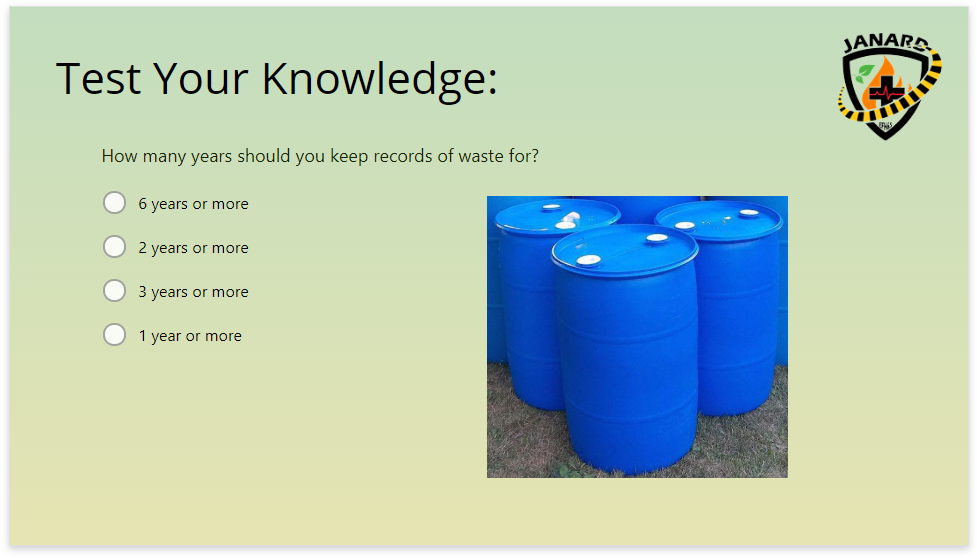 JANARD
Test Your Knowledge:
How many years should you keep records of waste for?
6 years or more
2 years or more
3 years or more
1 year or more